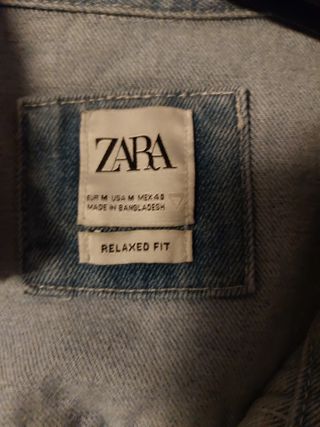 ZARA
EUR M USA M MEX 40
MADE IN BANGLADESH
RELAXED FIT